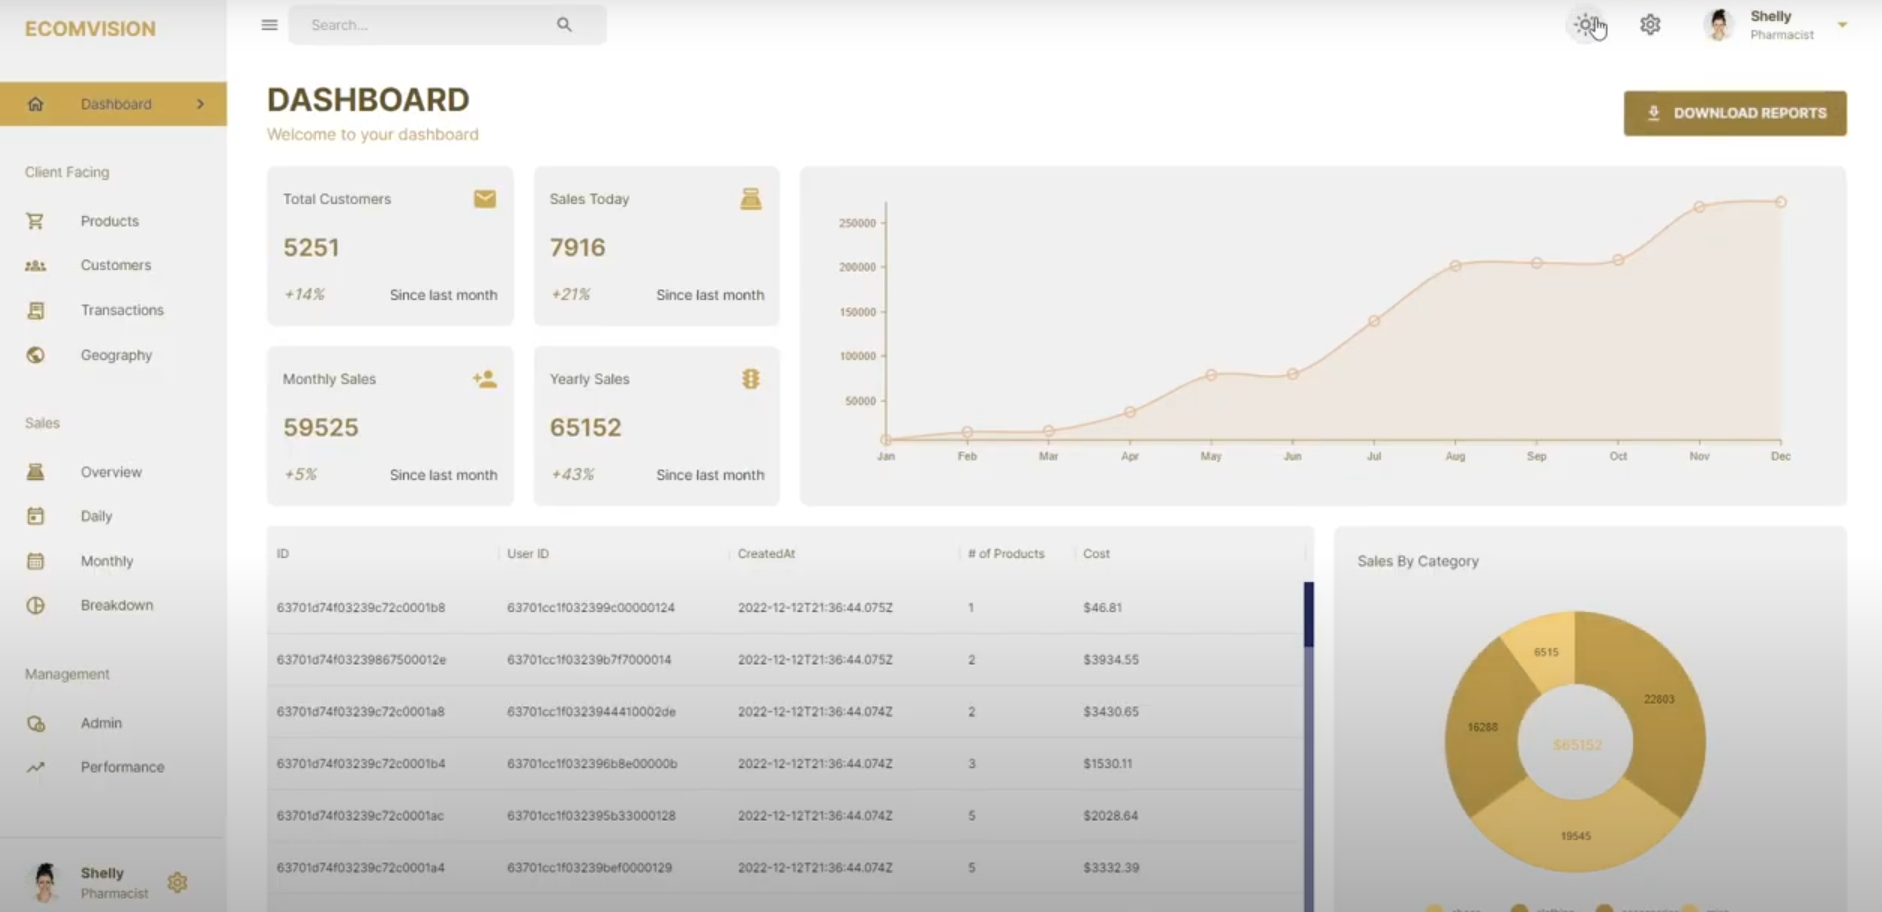 ECOMVISION
Search...
Shelly
Pharmacist
Dashboard
Client Facing
Products
Customers
Transactions
Geography
Sales
Overview
Daily
Monthly
Breakdown
Management
Admin
Performance
Shelly
Pharmacist
DASHBOARD
Welcome to your dashboard
DOWNLOAD REPORTS
Total Customers
5251
+14% Since last month
Sales Today
7916
+21% Since last month
Monthly Sales
59525
+5% Since last month
Yearly Sales
65152
+43% Since last month
250000
200000
150000
100000
50000
Jan Feb Mar Apr May Jun Jul Aug Sep Oct Nov Dec
ID User ID CreatedAt # of Products Cost
63701d74f03239c72c0001b8 63701cc1f032399c00000124 2022-12-12T21:36:44.075Z 1 $46.81
63701d74f03239867500012e 63701cc1f03239b7f7000014 2022-12-12T21:36:44.075Z 2 $3934.55
63701d74f03239c72c0001a8 63701cc1f0323944410002de 2022-12-12T21:36:44.074Z 2 $3430.65
63701d74f03239c72c0001b4 63701cc1f032396b8e00000b 2022-12-12T21:36:44.074Z 3 $1530.11
63701d74f03239c72c0001ac 63701cc1f032395b33000128 2022-12-12T21:36:44.074Z 5 $2028.64
63701d74f03239c72c0001a4 63701cc1f03239bef0000129 2022-12-12T21:36:44.074Z 5 $3332.39
Sales By Category
6515
22803
16288
$65152
19545